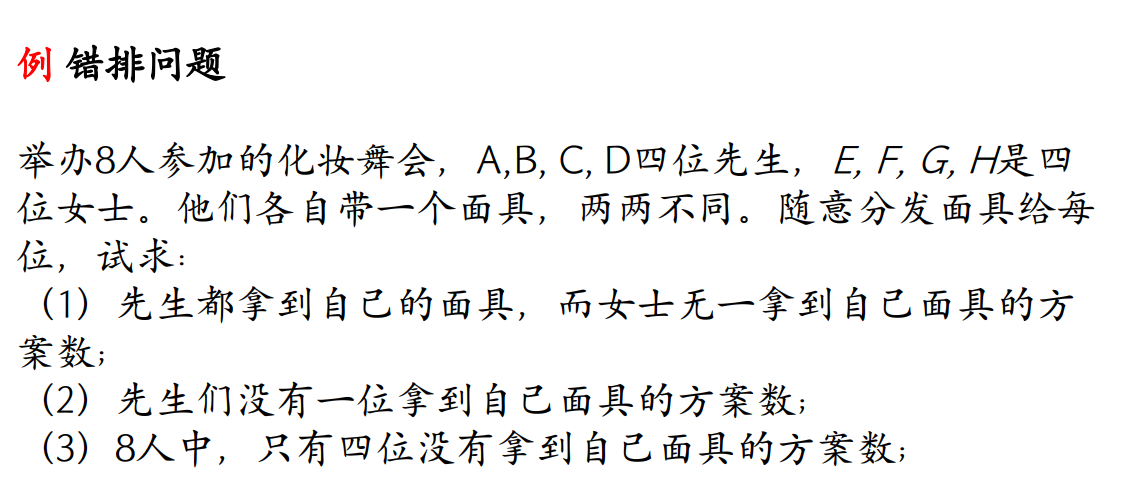 例 错排问题
举办8人参加的化妆舞会，A,B, C, D四位先生，E, F, G, H是四
位女士。他们各自带一个面具，两两不同。随意分发面具给每
位，试求：
（1）先生都拿到自己的面具，而女士无一拿到自己面具的方
案数；
（2）先生们没有一位拿到自己面具的方案数；
（3）8人中，只有四位没有拿到自己面具的方案数；